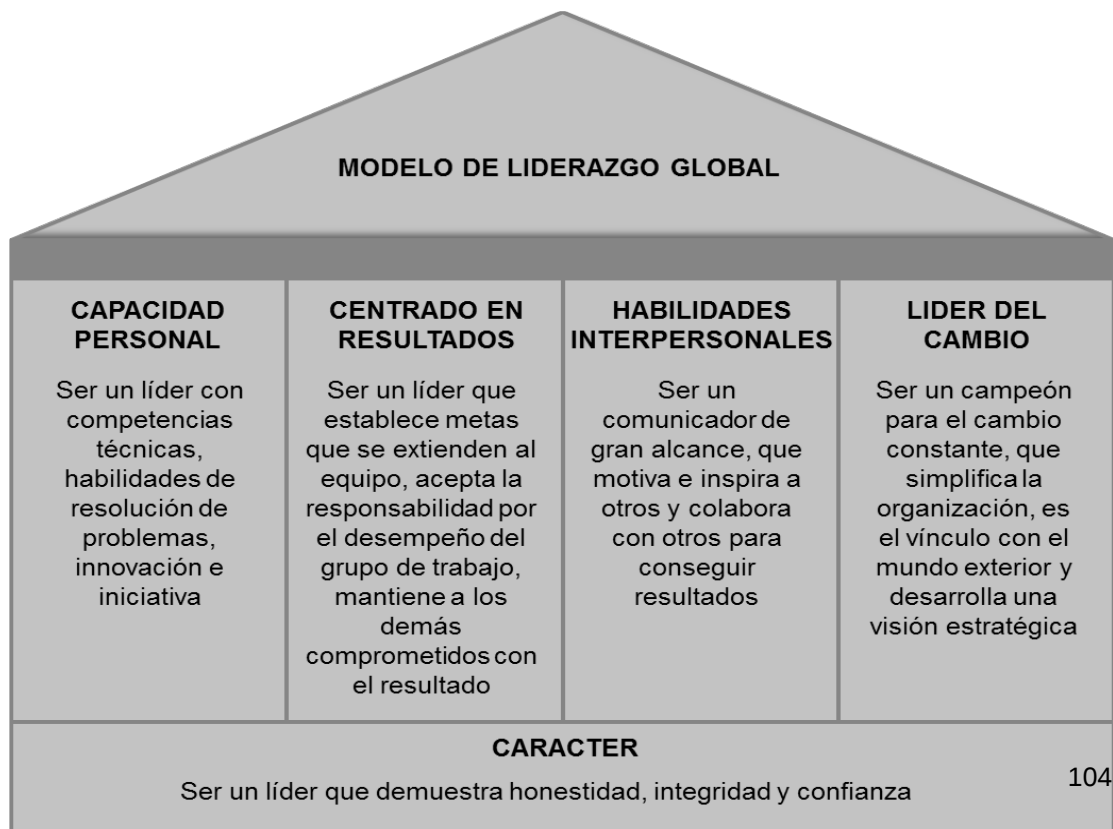 MODELO DE LIDERAZGO GLOBAL
CAPACIDAD
PERSONAL
Ser un líder con
competencias
técnicas,
habilidades de
resolución de
problemas,
innovación e
iniciativa
CENTRADO EN
RESULTADOS
Ser un líder que
establece metas
que se extienden al
equipo, acepta la
responsabilidad por
el desempeño del
grupo de trabajo,
mantiene a los
demás
comprometidos con
el resultado
HABILIDADES
INTERPERSONALES
Ser un
comunicador de
gran alcance, que
motiva e inspira a
otros y colabora
con otros para
conseguir
resultados
LIDER DEL
CAMBIO
Ser un campeón
para el cambio
constante, que
simplifica la
organización, es
el vínculo con el
mundo exterior y
desarrolla una
visión estratégica
CARACTER
Ser un líder que demuestra honestidad, integridad y confianza
104